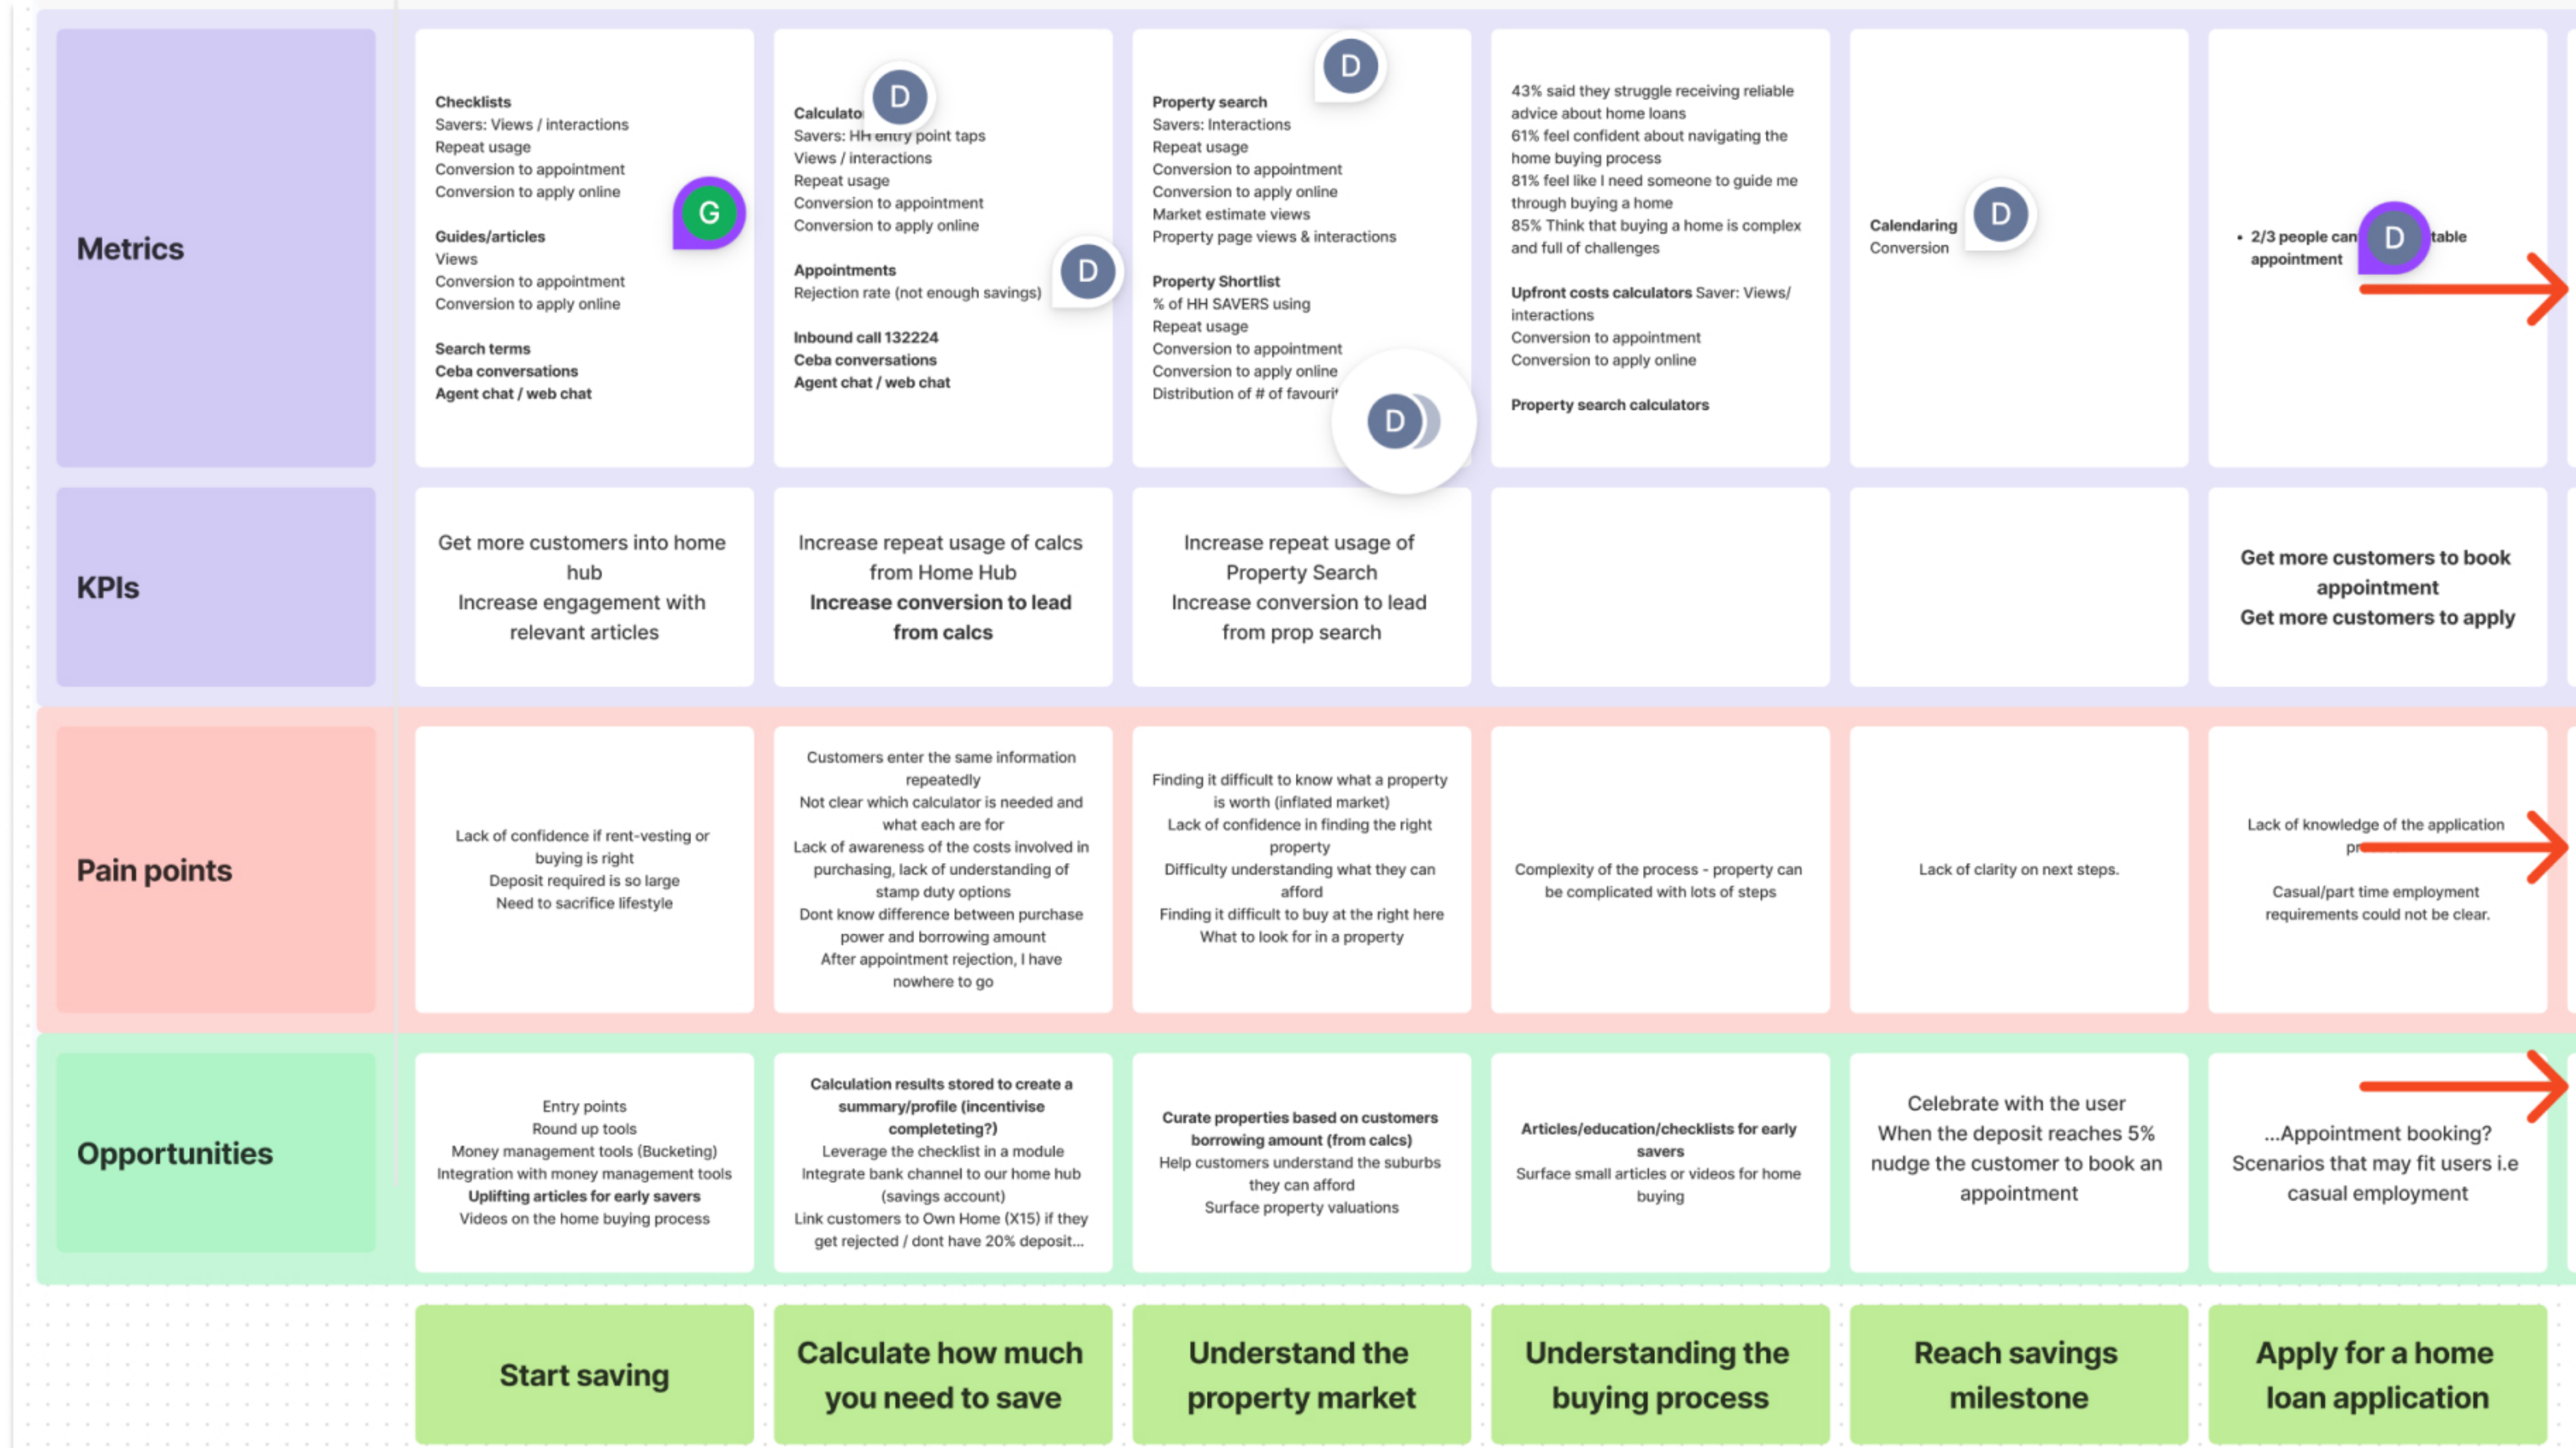 Metrics
Checklists
Savers: Views / interactions
Repeat usage
Conversion to appointment
Conversion to apply online
Guides/articles
Views
Conversion to appointment
Conversion to apply online
Search terms
Ceba conversations
Agent chat / web chat
G
D
Savers: HH entry point taps
Views / interactions
Repeat usage
Conversion to appointment
Conversion to apply online
Appointments
Rejection rate (not enough savings)
D
Inbound call 132224
Ceba conversations
Agent chat / web chat
D
Property search
Savers: Interactions
Repeat usage
Conversion to appointment
Conversion to apply online
Market estimate views
Property page views & interactions
Property Shortlist
% of HH SAVERS using
Repeat usage
Conversion to appointment
Conversion to apply online
Distribution of # of
D
43% said they struggle receiving reliable
advice about home loans
61% feel confident about navigating the
home buying process
81% feel like I need someone to guide me
through buying a home
85% Think that buying a home is complex
and full of challenges
Upfront costs calculators Saver: Views/
interactions
Conversion to appointment
Conversion to apply online
Property search calculators
Calendaring
Conversion
D
• 2/3 people
D
appointment
KPIs
Get more customers into home
hub
Increase engagement with
relevant articles
Increase repeat usage of calcs
from Home Hub
Increase conversion to lead
from calcs
Increase repeat usage of
Property Search
Increase conversion to lead
from prop search
Get more customers to book
appointment
Get more customers to apply
Pain points
Lack of confidence if rent-vesting or
buying is right
Deposit required is so large
Need to sacrifice lifestyle
Customers enter the same information
repeatedly
Not clear which calculator is needed and
what each are for
Lack of awareness of the costs involved in
purchasing, lack of understanding of
stamp duty options
Dont know difference between purchase
power and borrowing amount
After appointment rejection, I have
nowhere to go
Finding it difficult to know what a property
is worth (inflated market)
Lack of confidence in finding the right
property
Difficulty understanding what they can
afford
Finding it difficult to buy at the right here
What to look for in a property
Complexity of the process - property can
be complicated with lots of steps
Lack of clarity on next steps.
Lack of knowledge of the application
Casual/part time employment
requirements could not be clear.
Opportunities
Entry points
Round up tools
Money management tools (Bucketing)
Integration with money management tools
Uplifting articles for early savers
Videos on the home buying process
Calculation results stored to create a
summary/profile (incentivise
completeting?)
Leverage the checklist in a module
Integrate bank channel to our home hub
(savings account)
Link customers to Own Home (X15) if they
get rejected / dont have 20% deposit...
Curate properties based on customers
borrowing amount (from calcs)
Help customers understand the suburbs
they can afford
Surface property valuations
Articles/education/checklists for early
savers
Surface small articles or videos for home
buying
Celebrate with the user
When the deposit reaches 5%
nudge the customer to book an
appointment
...Appointment booking?
Scenarios that may fit users i.e
casual employment
Start saving
Calculate how much
you need to save
Understand the
property market
Understanding the
buying process
Reach savings
milestone
Apply for a home
loan application